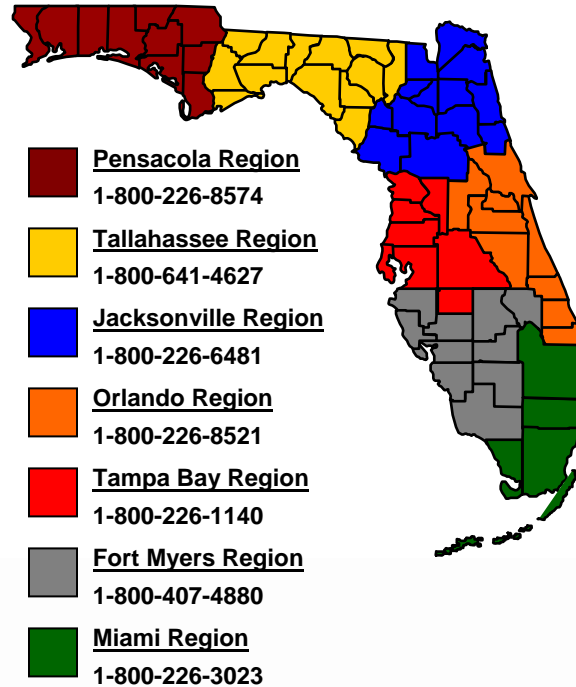 Pensacola Region
1-800-226-8574
Tallahassee Region
1-800-641-4627
Jacksonville Region
1-800-226-6481
Orlando Region
1-800-226-8521
Tampa Bay Region
1-800-226-1140
Fort Myers Region
1-800-407-4880
Miami Region
1-800-226-3023